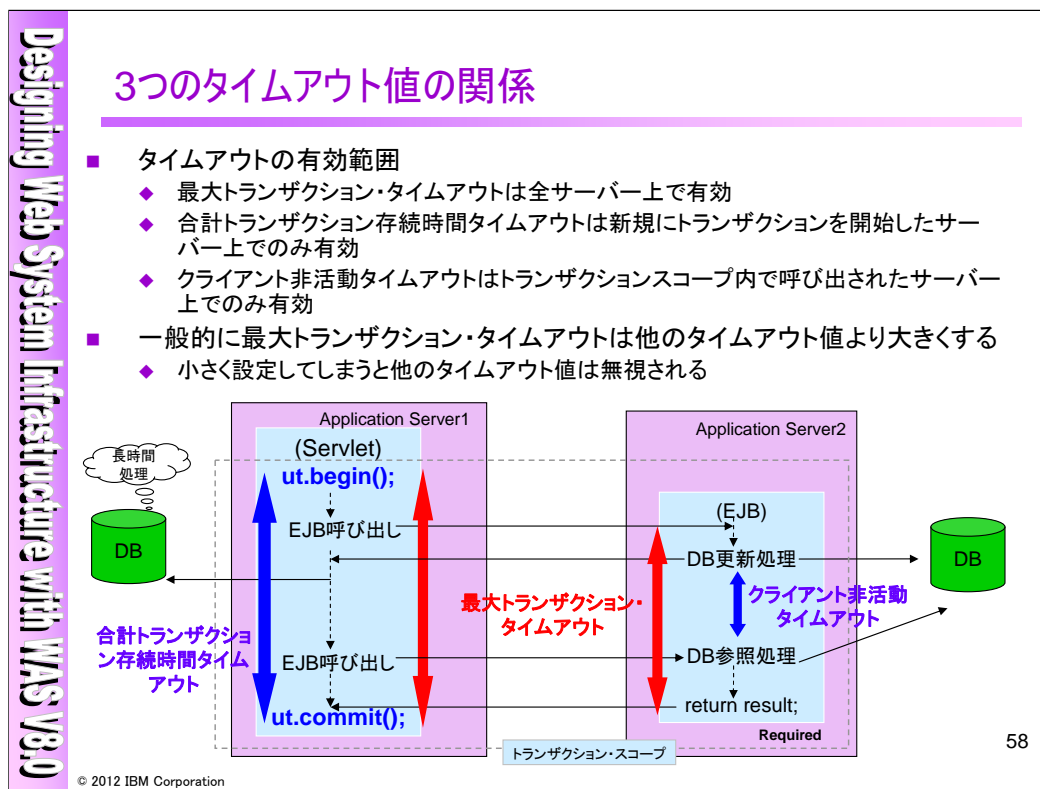 Designing Web System Infrastructure with WAS V8.0
3つのタイムアウト値の関係
タイムアウトの有効範囲
最大トランザクション・タイムアウトは全サーバー上で有効
合計トランザクション存続時間タイムアウトは新規にトランザクションを開始したサー
バー上でのみ有効
クライアント非活動タイムアウトはトランザクションスコープ内で呼び出されたサーバー
上でのみ有効
一般的に最大トランザクション・タイムアウトは他のタイムアウト値より大きくする
小さく設定してしまうと他のタイムアウト値は無視される
Application Server1
Application Server2
長時間
処理
(Servlet)
ut.begin();
EJB呼び出し
(EJB)
DB更新処理
DB
DB
最大トランザクション・
タイムアウト
クライアント非活動
タイムアウト
合計トランザクショ
ン存続時間タイム
アウト
EJB呼び出し
DB参照処理
ut.commit();
return result;
Required
トランザクション・スコープ
58
© 2012 IBM Corporation